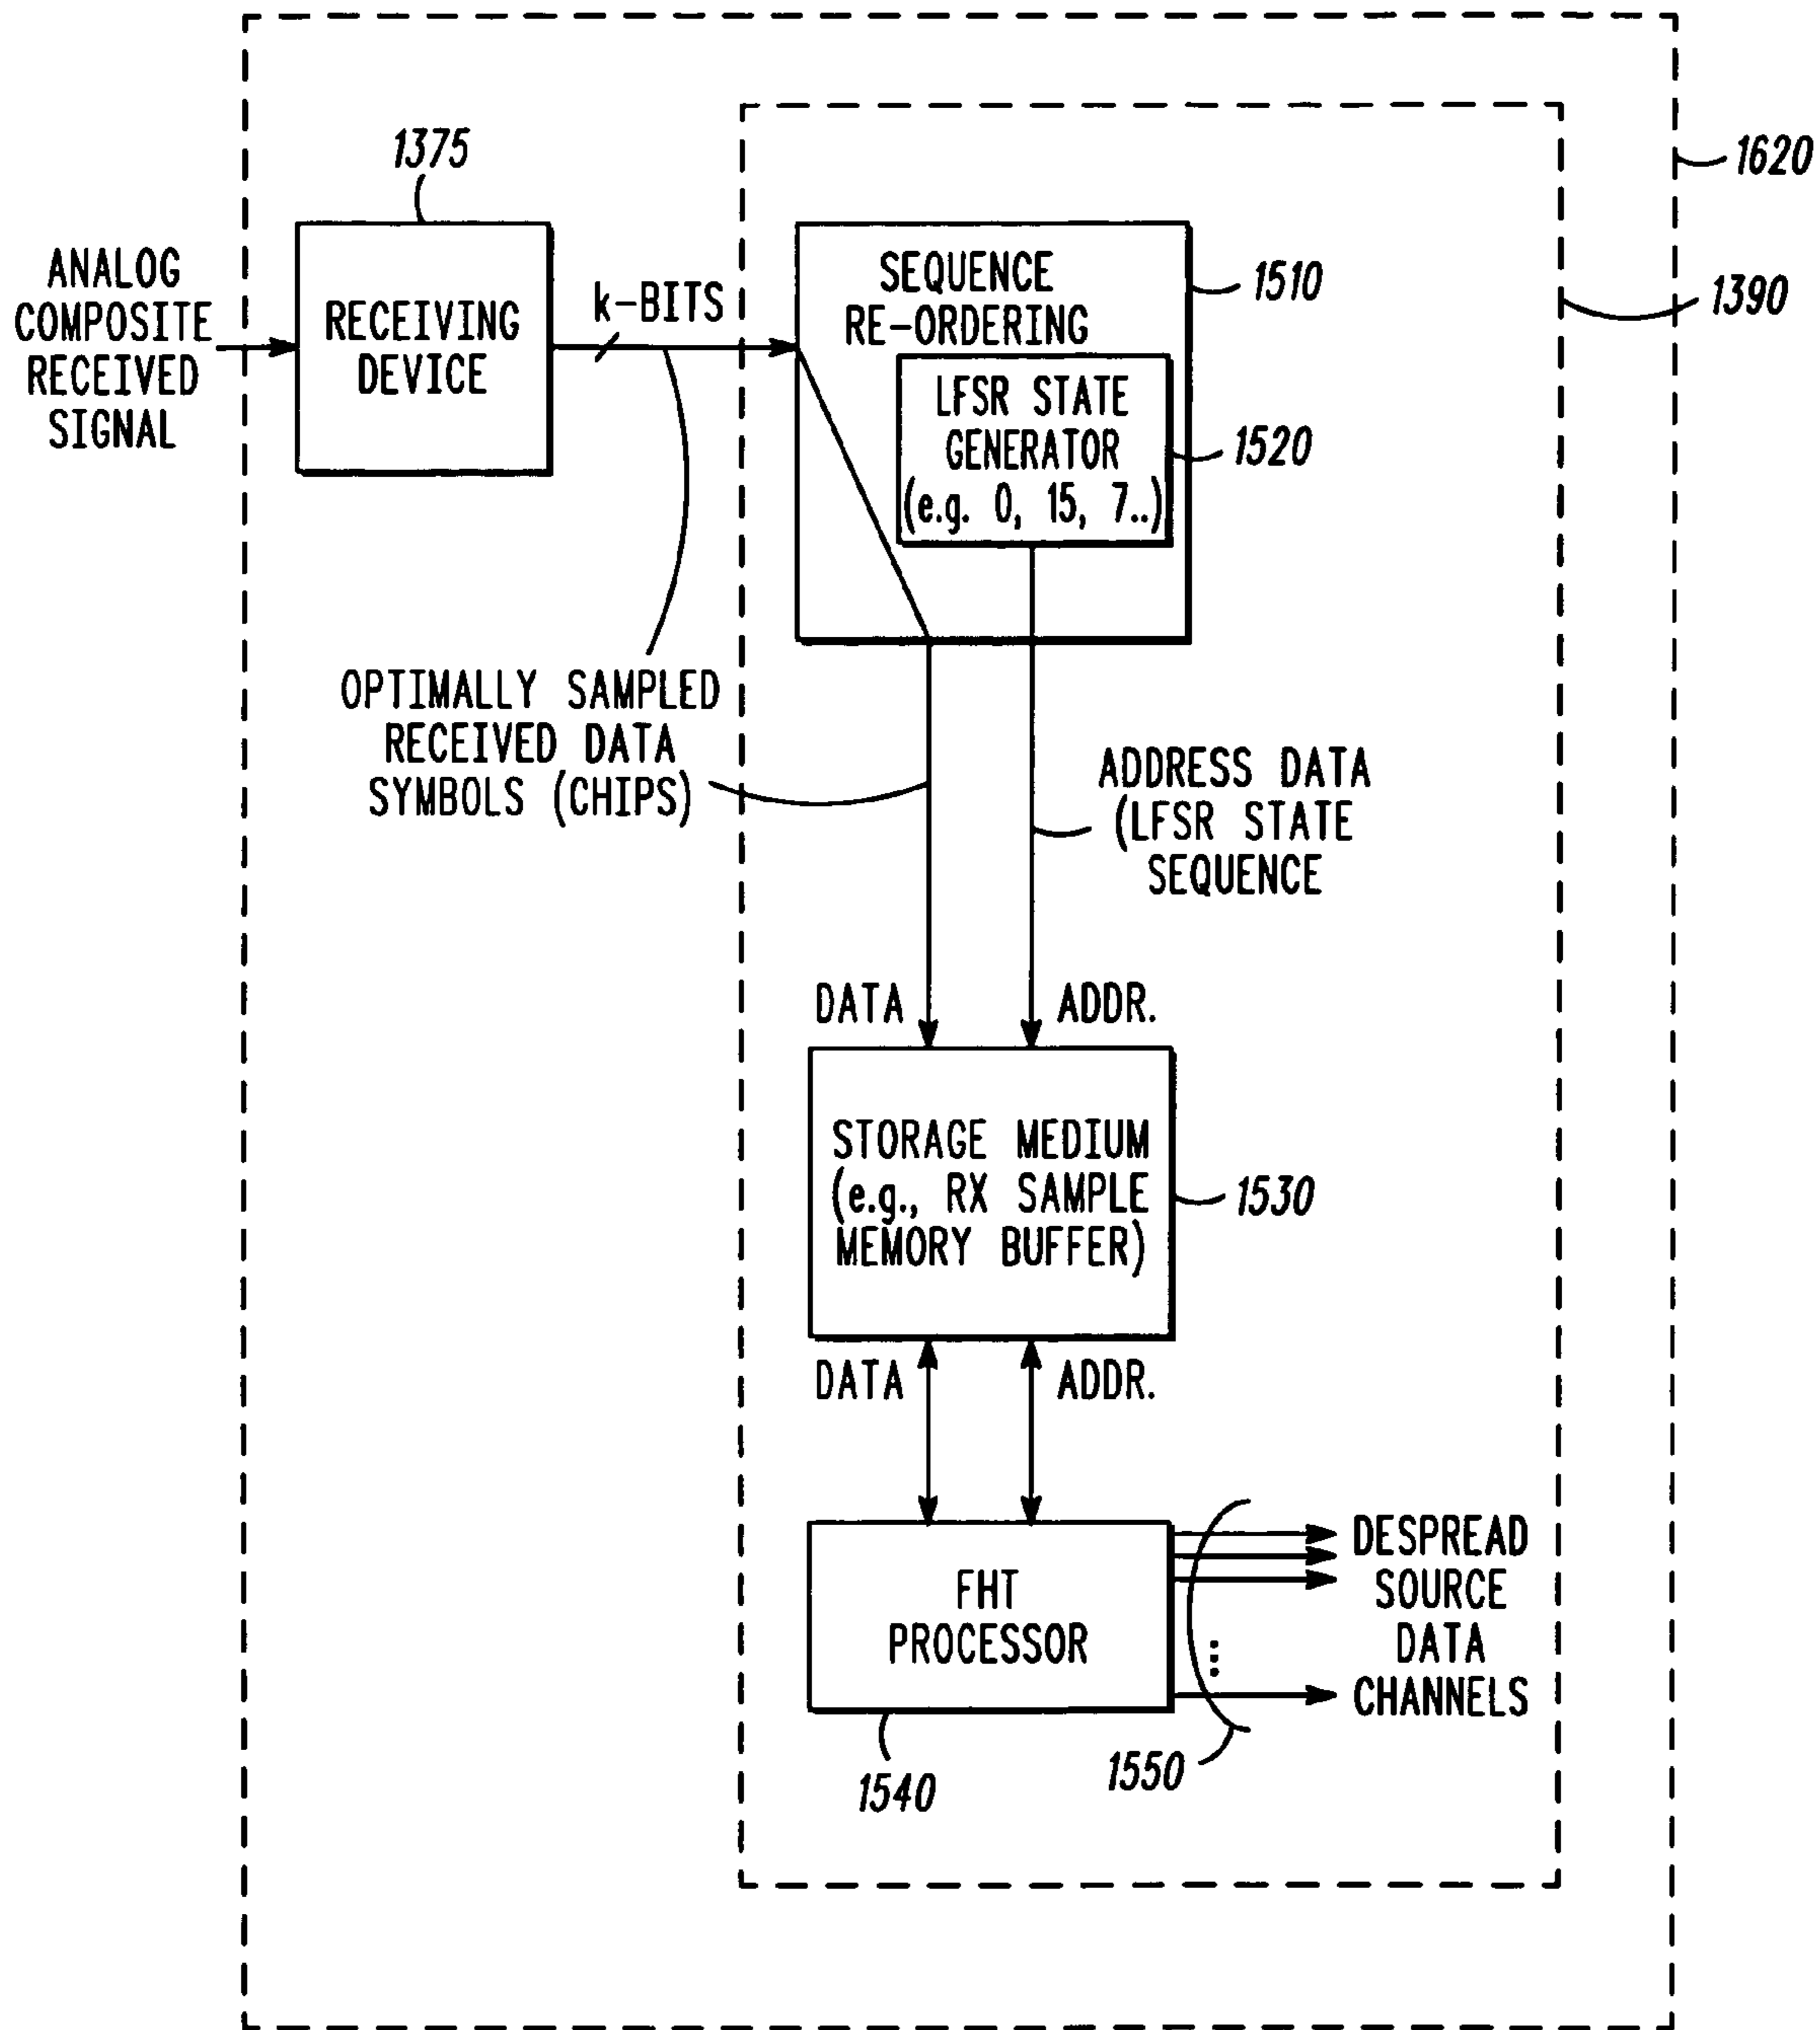 1375
1620
ANALOG
COMPOSITE
RECEIVED
SIGNAL
RECEIVING
DEVICE
k-BITS
SEQUENCE
RE-ORDERING
1510
1390
LFSR STATE
GENERATOR
(e.g. 0, 15, 7..)
1520
OPTIMALLY SAMPLED
RECEIVED DATA
SYMBOLS (CHIPS)
ADDRESS DATA
(LFSR STATE
SEQUENCE
DATA
ADDR.
STORAGE MEDIUM
(e.g., RX SAMPLE
MEMORY BUFFER)
1530
DATA
ADDR.
FHT
PROCESSOR
DESPREAD
SOURCE
DATA
CHANNELS
1540
1550